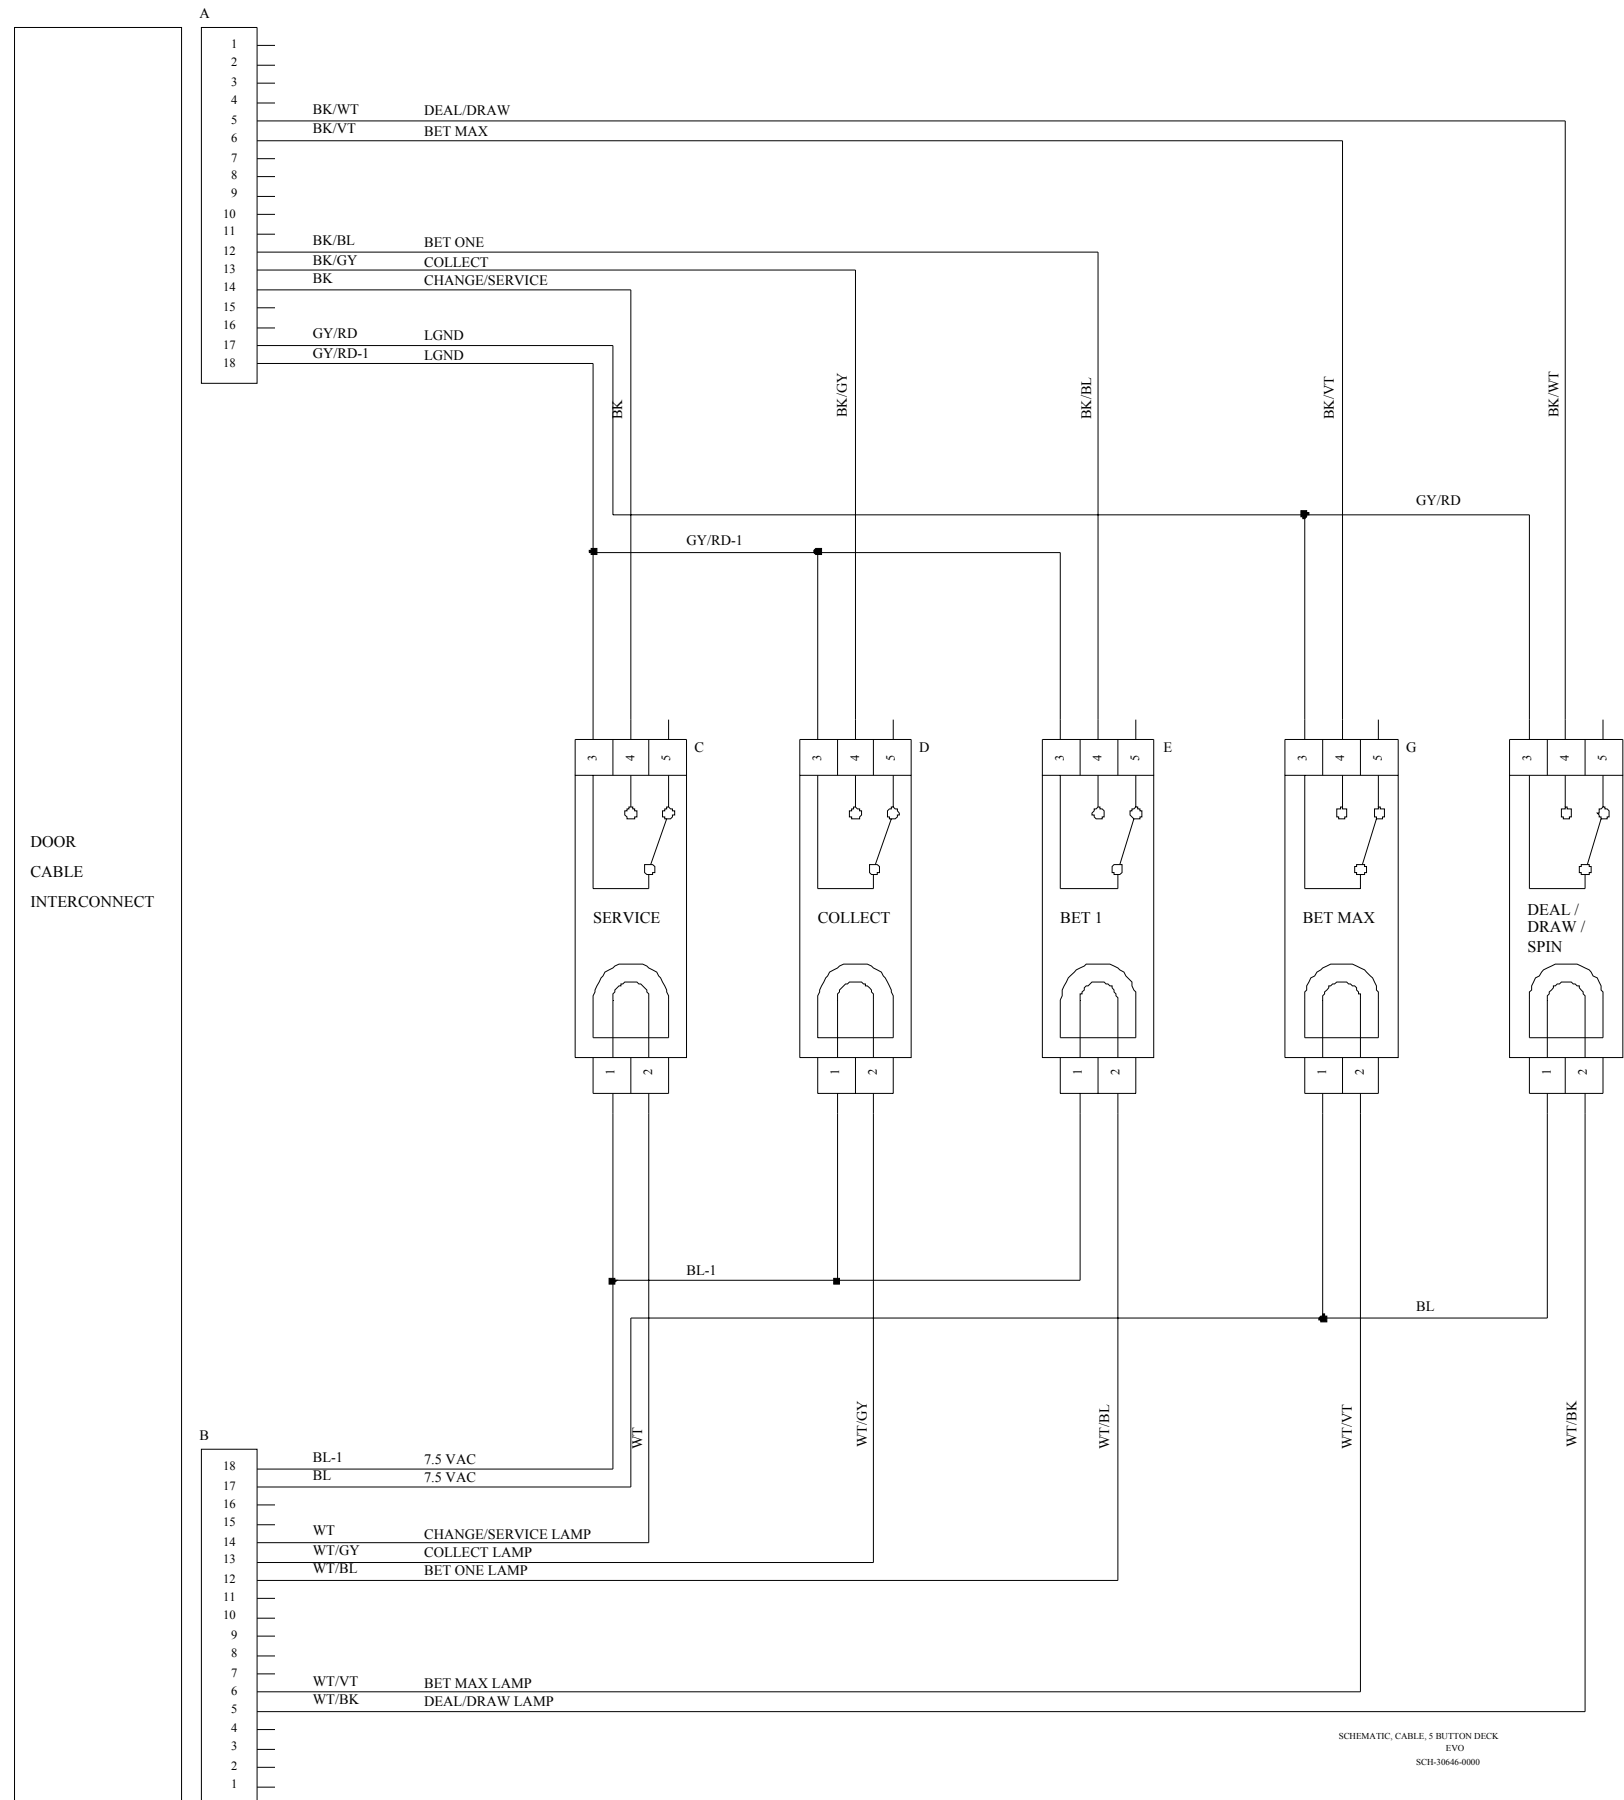 A
1
2
3
4
BK/WT DEAL/DRAW
5
BK/VT BET MAX
6
7
8
9
10
11
BK/BL BET ONE
12
BK/GY COLLECT
13
BK CHANGE/SERVICE
14
15
16
GY/RD LGND
17
GY/RD-1 LGND
18
BK
BK/GY
BK/BL
BK/VT
BK/WT
GY/RD
GY/RD-1
3 4 5 C
3 4 5 D
3 4 5 E
3 4 5 G
3 4 5
DOOR
CABLE
INTERCONNECT
SERVICE
COLLECT
BET 1
BET MAX
DEAL /
DRAW /
SPIN
1 2
1 2
1 2
1 2
1 2
BL-1
BL
WT
WT/GY
WT/BL
WT/VT
WT/BK
B
BL-1 7.5 VAC
18
BL 7.5 VAC
17
16
15
WT CHANGE/SERVICE LAMP
14
WT/GY COLLECT LAMP
13
WT/BL BET ONE LAMP
12
11
10
9
8
7
WT/VT BET MAX LAMP
6
WT/BK DEAL/DRAW LAMP
5
4
3
2
1
SCHEMATIC, CABLE, 5 BUTTON DECK
EVO
SCH-30646-0000